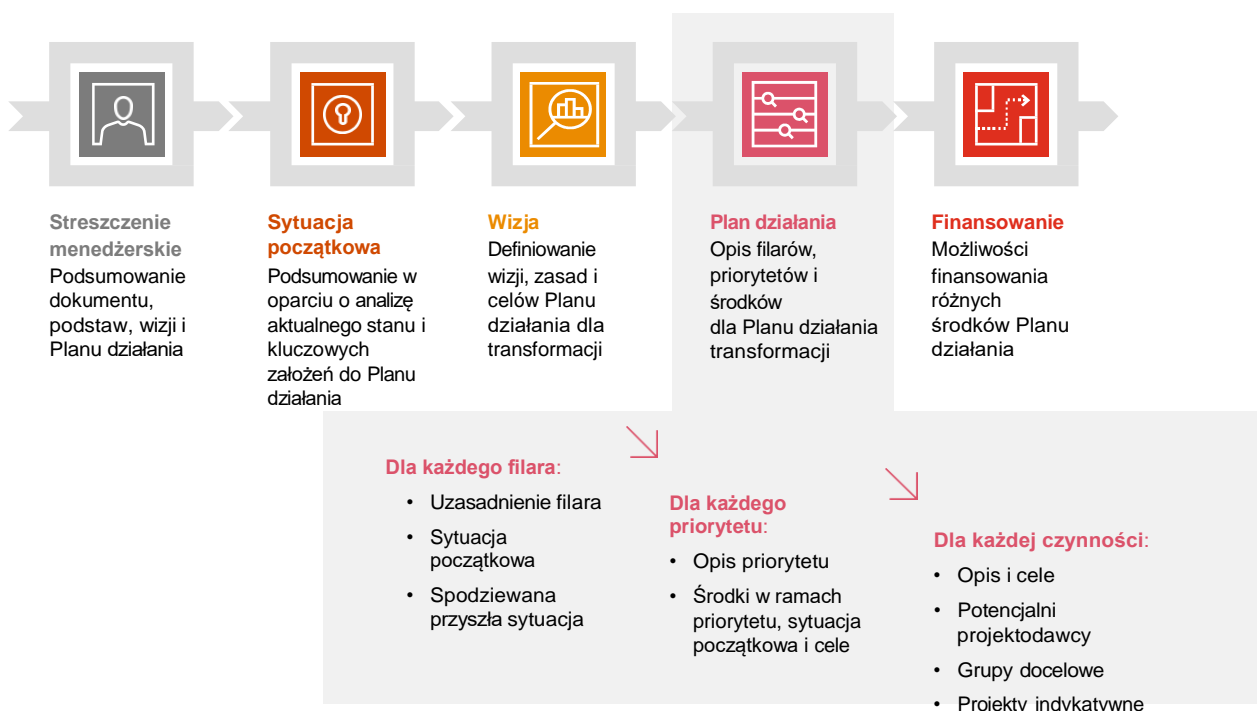 Streszczenie
menedżerskie
Podsumowanie
dokumentu,
podstaw, wizji i
Planu działania
Sytuacja
początkowa
Podsumowanie w
oparciu o analizę
aktualnego stanu i
kluczowych
założeń do Planu
działania
Wizja
Definiowanie
wizji, zasad i
celów Planu
działania dla
transformacji
Plan działania
Opis filarów,
priorytetów i
środków
dla Planu działania
transformacji
Finansowanie
Możliwości
finansowania
różnych
środków Planu
działania
Dla każdego filara:
• Uzasadnienie filara
• Sytuacja
początkowa
• Spodziewana
przyszła sytuacja
Dla każdego
priorytetu:
• Opis priorytetu
• Środki w ramach
priorytetu, sytuacja
początkowa i cele
Dla każdej czynności:
• Opis i cele
• Potencjalni
projektodawcy
• Grupy docelowe
• Projekty indykatywne